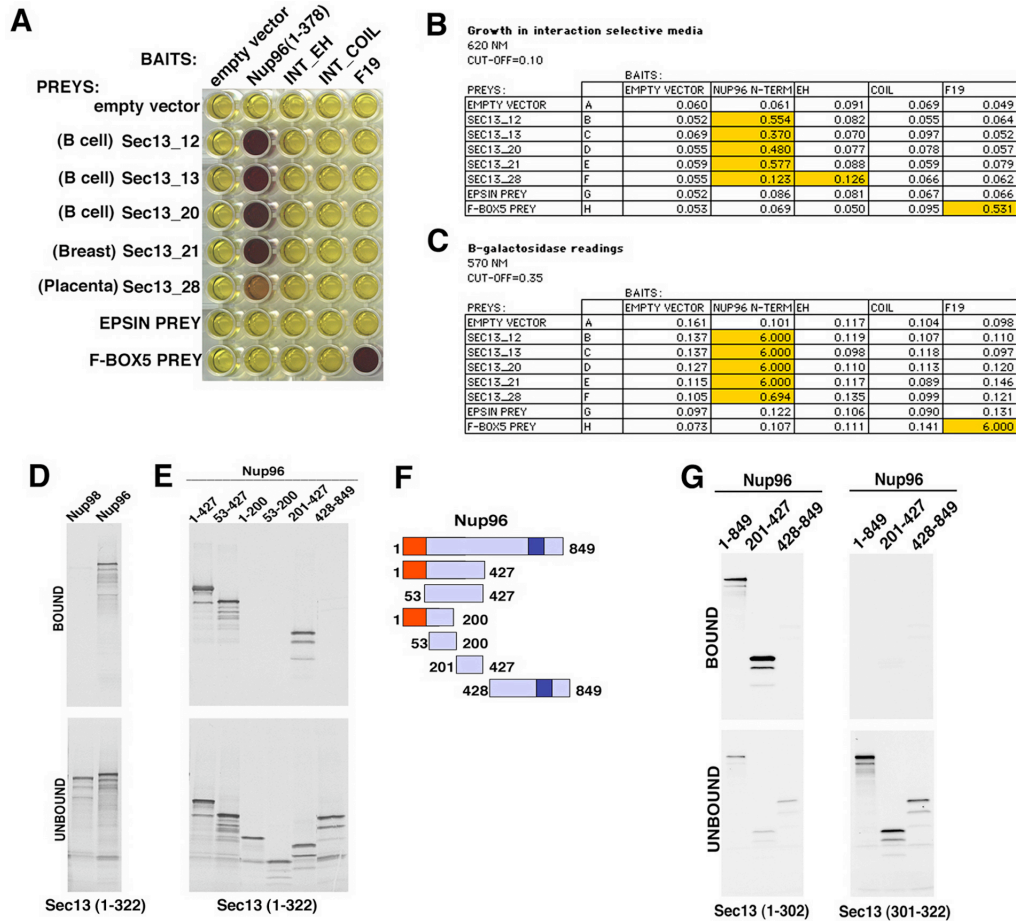 A
BAITS:
empty vector
Nup96(1-378)
INT_EH
INT_COIL
F19
PREYS:
empty vector
(B cell) Sec13_12
(B cell) Sec13_13
(B cell) Sec13_20
(Breast) Sec13_21
(Placenta) Sec13_28
EPSIN PREY
F-BOX5 PREY
B
Growth in interaction selective media
620 NM
CUT-OFF=0.10
BAITS:
PREYS: EMPTY VECTOR NUP96 N-TERM EH COIL F19
EMPTY VECTOR A 0.060 0.061 0.091 0.069 0.049
SEC13_12 B 0.052 0.554 0.082 0.055 0.064
SEC13_13 C 0.069 0.370 0.070 0.097 0.052
SEC13_20 D 0.055 0.480 0.077 0.078 0.057
SEC13_21 E 0.059 0.577 0.088 0.059 0.079
SEC13_28 F 0.055 0.123 0.126 0.066 0.062
EPSIN PREY G 0.052 0.086 0.081 0.067 0.066
F-BOX5 PREY H 0.053 0.069 0.050 0.095 0.531
C
B-galactosidase readings
570 NM
CUT-OFF=0.35
BAITS:
PREYS: EMPTY VECTOR NUP96 N-TERM EH COIL F19
EMPTY VECTOR A 0.161 0.101 0.117 0.104 0.098
SEC13_12 B 0.137 6.000 0.119 0.107 0.110
SEC13_13 C 0.137 6.000 0.098 0.118 0.097
SEC13_20 D 0.127 6.000 0.110 0.113 0.120
SEC13_21 E 0.115 6.000 0.117 0.089 0.146
SEC13_28 F 0.105 0.694 0.135 0.099 0.121
EPSIN PREY G 0.097 0.122 0.106 0.090 0.131
F-BOX5 PREY H 0.073 0.107 0.111 0.141 6.000
D
Nup98
Nup96
BOUND
UNBOUND
Sec13 (1-322)
E
Nup96
1-427
53-427
1-200
53-200
201-427
428-849
Sec13 (1-322)
F
Nup96
1 849
1 427
53 427
1 200
53 200
201 427
428 849
G
Nup96
1-849
201-427
428-849
Nup96
1-849
201-427
428-849
BOUND
UNBOUND
Sec13 (1-302)
Sec13 (301-322)